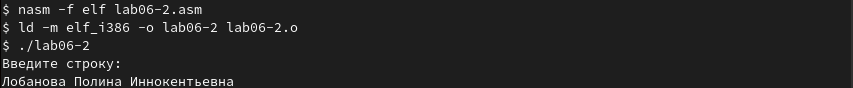 $ nasm -f elf lab06-2.asm
$ ld -m elf_i386 -o lab06-2 lab06-2.o
$ ./lab06-2
Введите строку:
Лобанова Полина Иннокентьевна